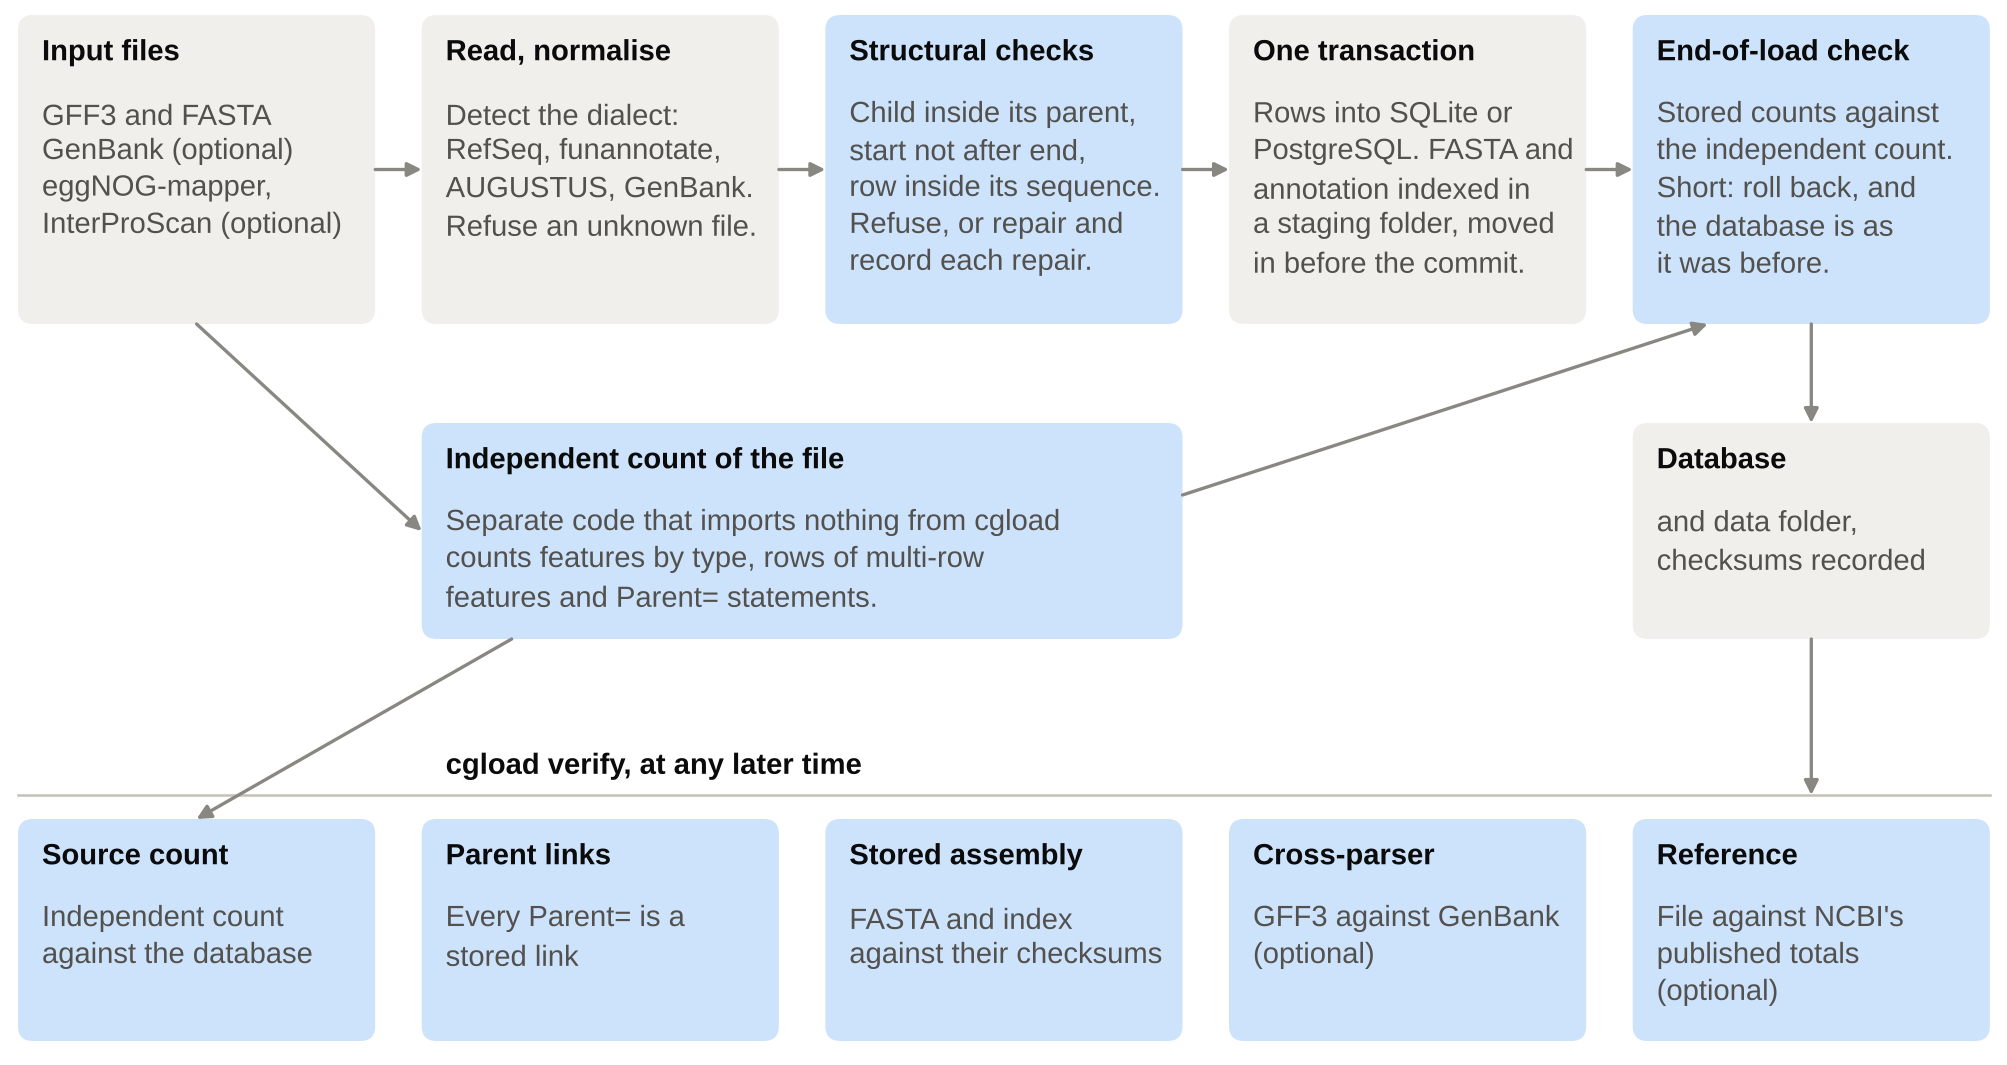 Input files
GFF3 and FASTA
GenBank (optional)
eggNOG-mapper,
InterProScan (optional)
Read, normalise
Detect the dialect:
RefSeq, funannotate,
AUGUSTUS, GenBank.
Refuse an unknown file.
Structural checks
Child inside its parent,
start not after end,
row inside its sequence.
Refuse, or repair and
record each repair.
One transaction
Rows into SQLite or
PostgreSQL. FASTA and
annotation indexed in
a staging folder, moved
in before the commit.
End-of-load check
Stored counts against
the independent count.
Short: roll back, and
the database is as
it was before.
Independent count of the file
Separate code that imports nothing from cgload
counts features by type, rows of multi-row
features and Parent= statements.
Database
and data folder,
checksums recorded
cgload verify, at any later time
Source count
Independent count
against the database
Parent links
Every Parent= is a
stored link
Stored assembly
FASTA and index
against their checksums
Cross-parser
GFF3 against GenBank
(optional)
Reference
File against NCBI's
published totals
(optional)